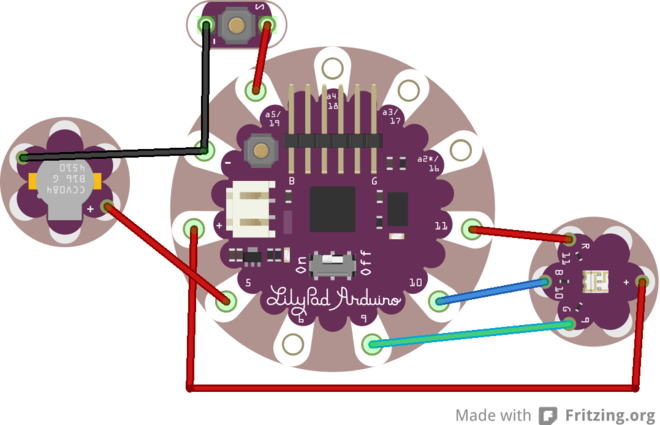 S
-
a4/
18
a5/
19
a3/
17
a2*/
16
-
B
G
CCV084
B16 G
4510
+
+
11
R
11
On
Off
B
10
+
5
10
LilyPad Arduino
G
9
6
9
Made with Fritzing.org